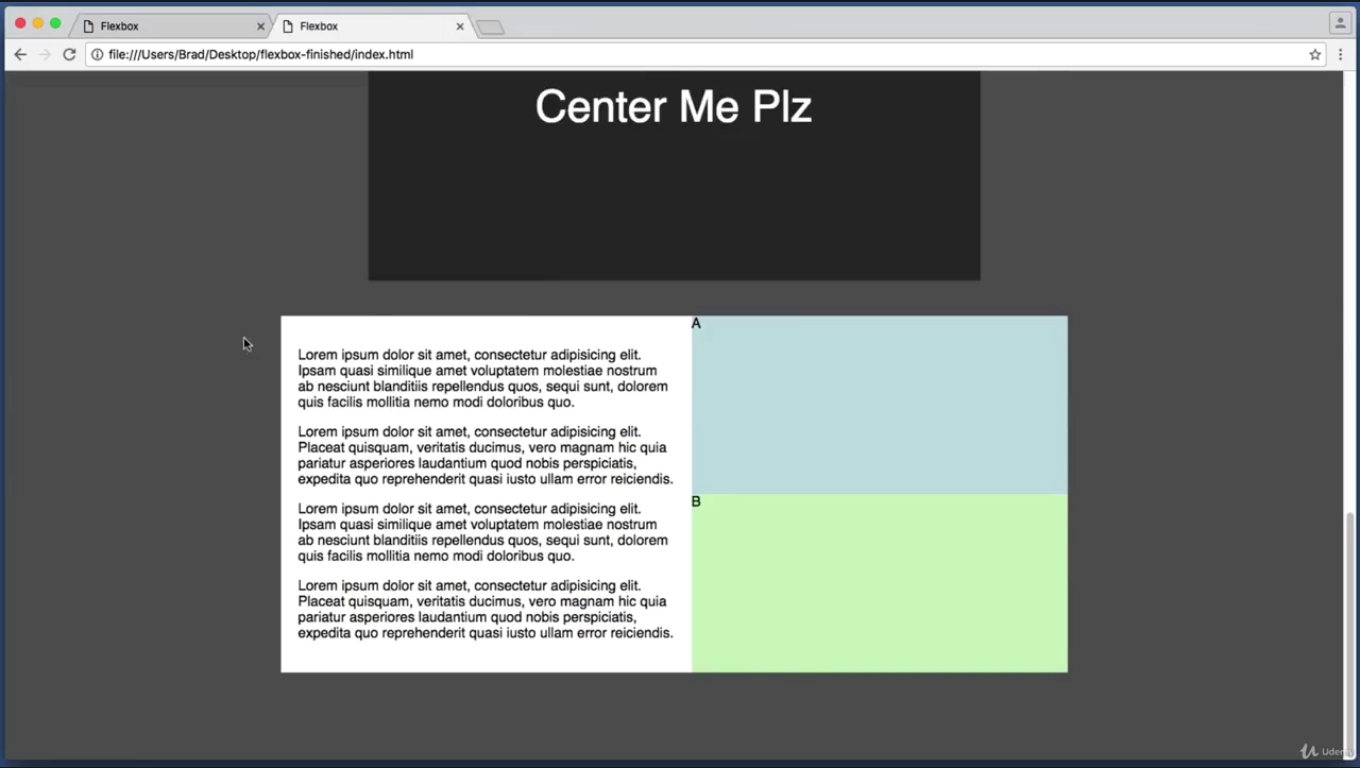 Flexbox
Flexbox
file:///Users/Brad/Desktop/flexbox-finished/index.html
Center Me Plz
Lorem ipsum dolor sit amet, consectetur adipisicing elit.
Ipsam quasi similique amet voluptatem molestiae nostrum
ab nesciunt blanditiis repellendus quos, sequi sunt, dolorem
quis facilis mollitia nemo modi doloribus quo.
Lorem ipsum dolor sit amet, consectetur adipisicing elit.
Placeat quisquam, veritatis ducimus, vero magnam hic quia
pariatur asperiores laudantium quod nobis perspiciatis,
expedita quo reprehenderit quasi iusto ullam error reiciendis.
Lorem ipsum dolor sit amet, consectetur adipisicing elit.
Ipsam quasi similique amet voluptatem molestiae nostrum
ab nesciunt blanditiis repellendus quos, sequi sunt, dolorem
quis facilis mollitia nemo modi doloribus quo.
Lorem ipsum dolor sit amet, consectetur adipisicing elit.
Placeat quisquam, veritatis ducimus, vero magnam hic quia
pariatur asperiores laudantium quod nobis perspiciatis,
expedita quo reprehenderit quasi iusto ullam error reiciendis.
A
B
Udemy